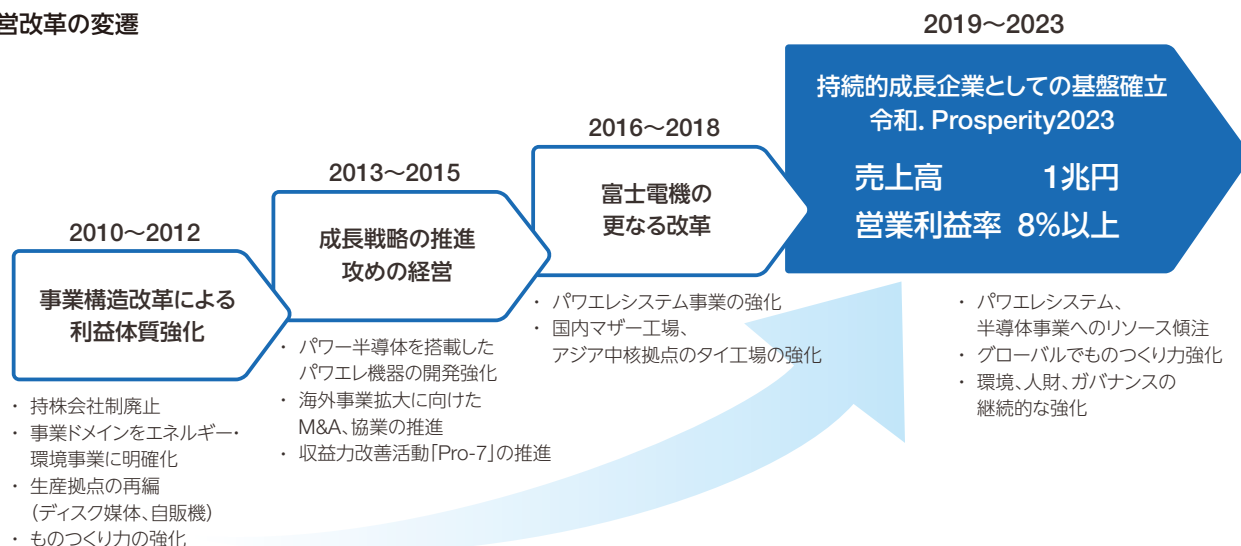 営改革の変遷
2010～2012
事業構造改革による
利益体質強化
・ 持株会社制廃止
・ 事業ドメインをエネルギー・
環境事業に明確化
・ 生産拠点の再編
（ディスク媒体、自販機）
・ ものつくり力の強化
2013～2015
成長戦略の推進
攻めの経営
・ パワー半導体を搭載した
パワエレ機器の開発強化
・ 海外事業拡大に向けた
M&A、協業の推進
・ 収益力改善活動「Pro-7」の推進
2016～2018
富士電機の
更なる改革
・ パワエレシステム事業の強化
・ 国内マザー工場、
アジア中核拠点のタイ工場の強化
2019～2023
持続的成長企業としての基盤確立
令和. Prosperity2023
売上高 1兆円
営業利益率 8%以上
・ パワエレシステム、
半導体事業へのリソース傾注
・ グローバルでものつくり力強化
・ 環境、人財、ガバナンスの
継続的な強化